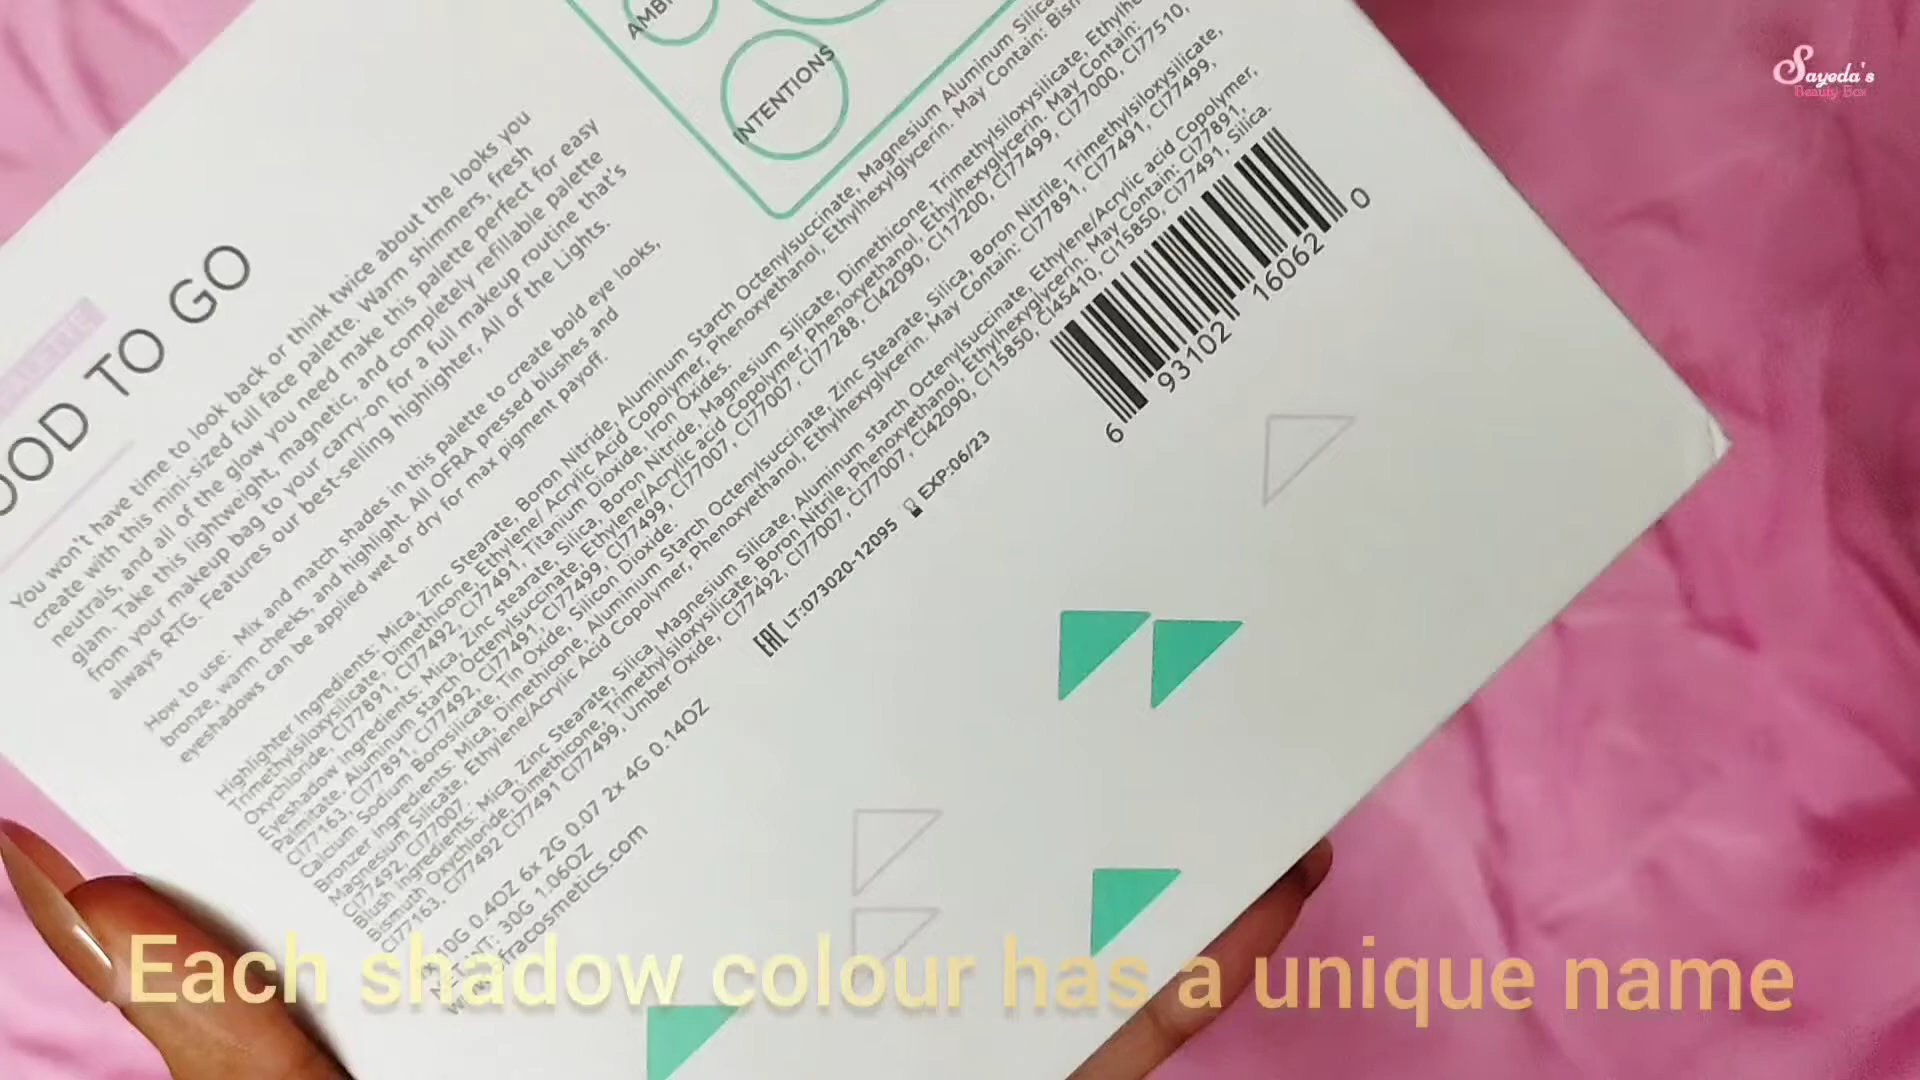 Sayeda's
Beauty Box
INTENTIONS
TO GO
You won't have time to look back or think twice about the looks you
create with this mini-sized full face palette. Warm shimmers, fresh
neutrals, and all of the glow you need make this palette perfect for easy
glam. Take this lightweight, magnetic, and completely refillable palette
from your makeup bag to your carry-on for a full makeup routine that's
always RTG. Features our best-selling highlighter, All of the Lights.
How to use: Mix and match shades in this palette to create bold eye looks,
bronze, warm cheeks, and highlight. All OFRA pressed blushes and
eyeshadows can be applied wet or dry for max pigment payoff.
Highlighter Ingredients: Mica, Zinc Stearate, Boron Nitride, Aluminum Starch Octenylsuccinate, Magnesium Aluminum
Trimethylsiloxysilicate, Dimethicone, Ethylene/ Acrylic Acid Copolymer, Phenoxyethanol, Ethylhexylglycerin. May Contain:
Oxychloride, CI77891, CI77492, CI77491, Titanium Dioxide, Iron Oxides.
Eyeshadow Ingredients: Mica, Zinc stearate, Silica, Boron Nitride, Magnesium Silicate, Dimethicone, Trimethylsiloxysilicate,
Palmitate. Aluminum starch Octenylsuccinate, Ethylene/Acrylic acid Copolymer, Phenoxyethanol, Ethylhexyglycerin. May Contain:
CI77163, CI77891, CI77492, CI77491, CI77499, CI77499, CI77007, CI77007, CI77288, CI42090, CI17200, CI77499, CI77000, CI77510,
Calcium Sodium Borosilicate, Tin Oxide, Silicon Dioxide.
Bronzer Ingredients: Mica, Dimethicone, Aluminium Starch Octenylsuccinate, Zinc Stearate, Silica, Boron Nitrile, Trimethylsiloxysilicate,
Magnesium Silicate, Ethylene/Acrylic Acid Copolymer, Phenoxyethanol, Ethylhexyglycerin. May Contain: CI77891, CI77491, CI77499,
CI77492, CI77007.
Blush Ingredients: Mica, Zinc Stearate, Silica, Magnesium Silicate, Aluminum starch Octenylsuccinate, Ethylene/Acrylic acid Copolymer,
Bismuth Oxychloride, Dimethicone, Trimethylsiloxysilicate, Boron Nitrile, Phenoxyethanol, Ethylhexyglycerin. May Contain: CI77891,
CI77163, CI77492 CI77491 CI77499, Umber Oxide, CI77492, CI77007, CI77007, CI42090, CI15850, CI45410, CI15850, CI77491, Silica.
LT:073020-12095 EXP:06/23
10G 0.4OZ 6x 2G 0.07 2x 4G 0.14OZ
30G 1.06OZ
6 93102 16062 0
Each shadow colour has a unique name